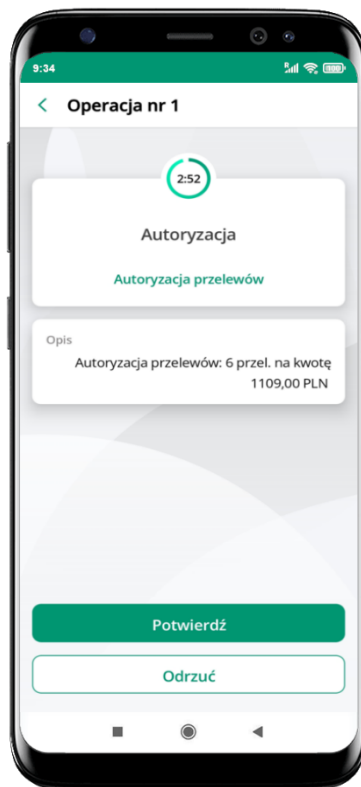 9:34
Operacja nr 1
2:52
Autoryzacja
Autoryzacja przelewów
Opis
Autoryzacja przelewów: 6 przel. na kwotę
1109,00 PLN
Potwierdź
Odrzuć